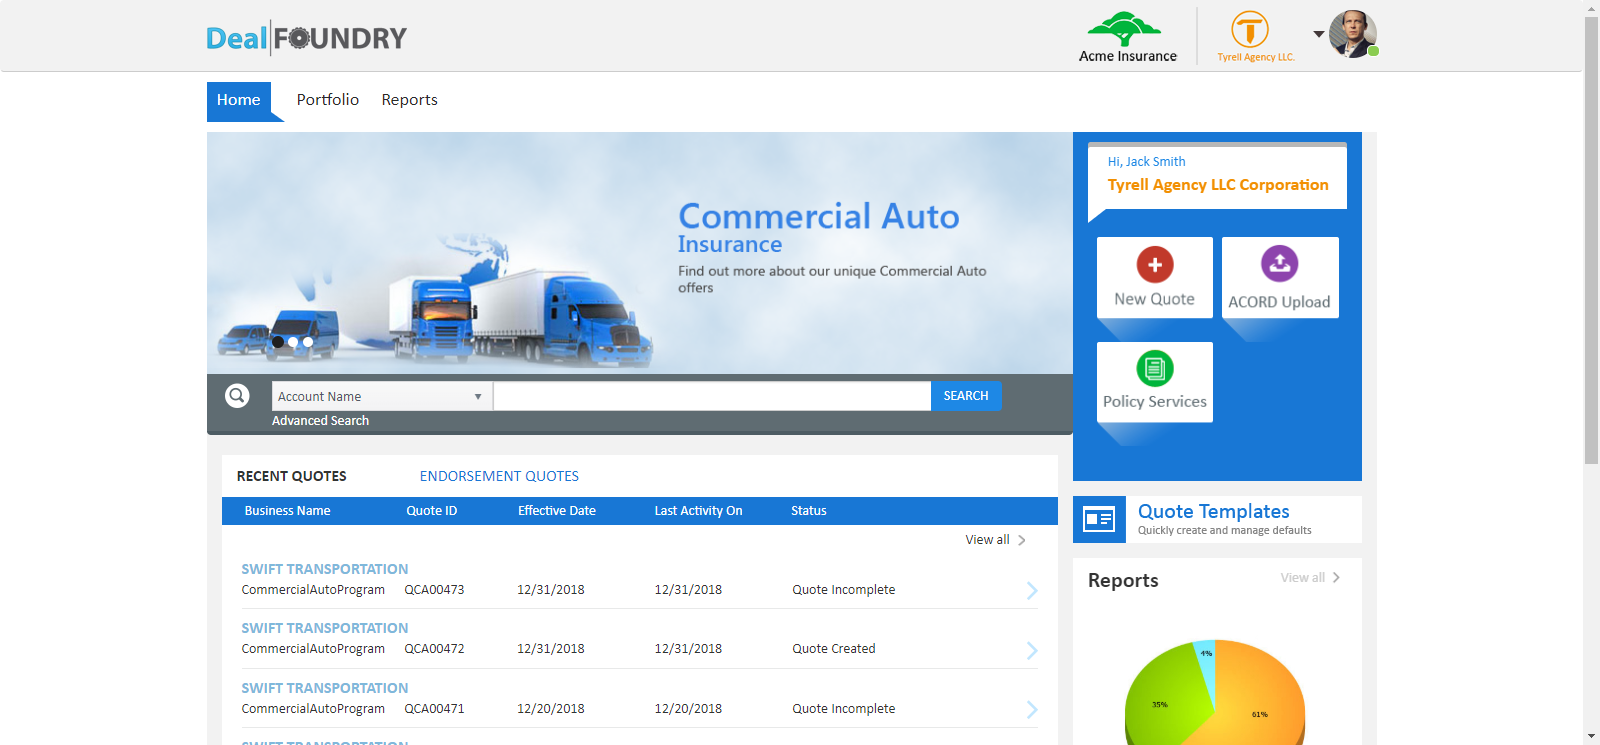 Deal FOUNDRY
Acme Insurance
Tyrell Agency LLC.
Home Portfolio Reports
Commercial Auto
Insurance
Find out more about our unique Commercial Auto
offers
Account Name SEARCH
Advanced Search
Hi, Jack Smith
Tyrell Agency LLC Corporation
New Quote ACORD Upload
Policy Services
RECENT QUOTES ENDORSEMENT QUOTES
Business Name Quote ID Effective Date Last Activity On Status
View all
SWIFT TRANSPORTATION
CommercialAutoProgram QCA00473 12/31/2018 12/31/2018 Quote Incomplete
SWIFT TRANSPORTATION
CommercialAutoProgram QCA00472 12/31/2018 12/31/2018 Quote Created
SWIFT TRANSPORTATION
CommercialAutoProgram QCA00471 12/20/2018 12/20/2018 Quote Incomplete
SWIFT TRANSPORTATION
Quote Templates
Quickly create and manage defaults
Reports View all
4%
35%
61%